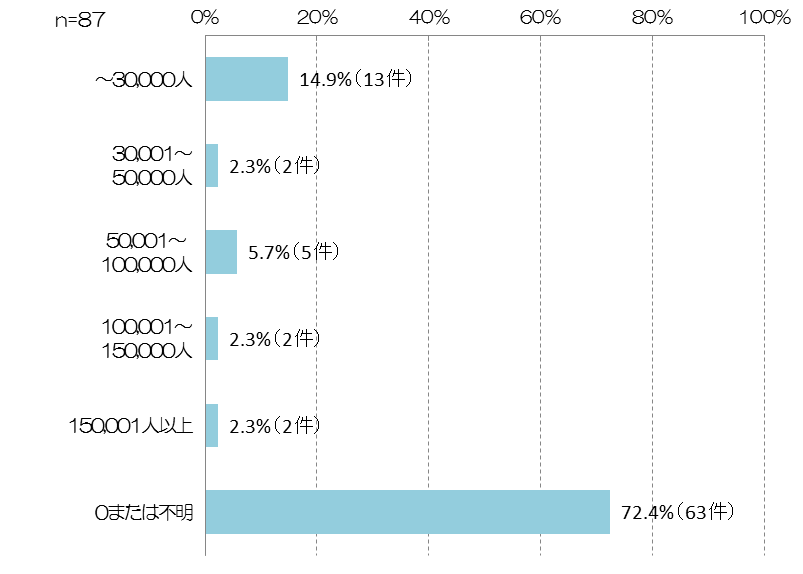 n=87
0% 20% 40% 60% 80% 100%
～30,000人
14.9%（13件）
30,001～
50,000人
2.3%（2件）
50,001～
100,000人
5.7%（5件）
100,001～
150,000人
2.3%（2件）
150,001人以上
2.3%（2件）
0または不明
72.4%（63件）